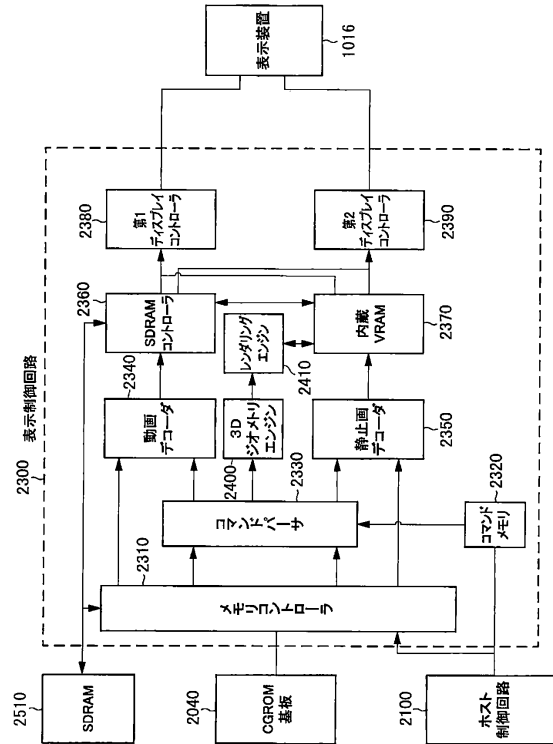 2300
表示制御回路
2510
SDRAM
2040
CGROM
基板
2100
ホスト
制御回路
2310
メモリコントローラ
2330
コマンドパーサ
2320
コマンド
メモリ
2340
動画
デコーダ
2400
3D
ジオメトリ
エンジン
2350
静止画
デコーダ
2360
SDRAM
コントローラ
レンダリング
エンジン
2410
内蔵
VRAM
2370
2380
第1
ディスプレイ
コントローラ
第2
ディスプレイ
コントローラ
2390
表示装置
1016